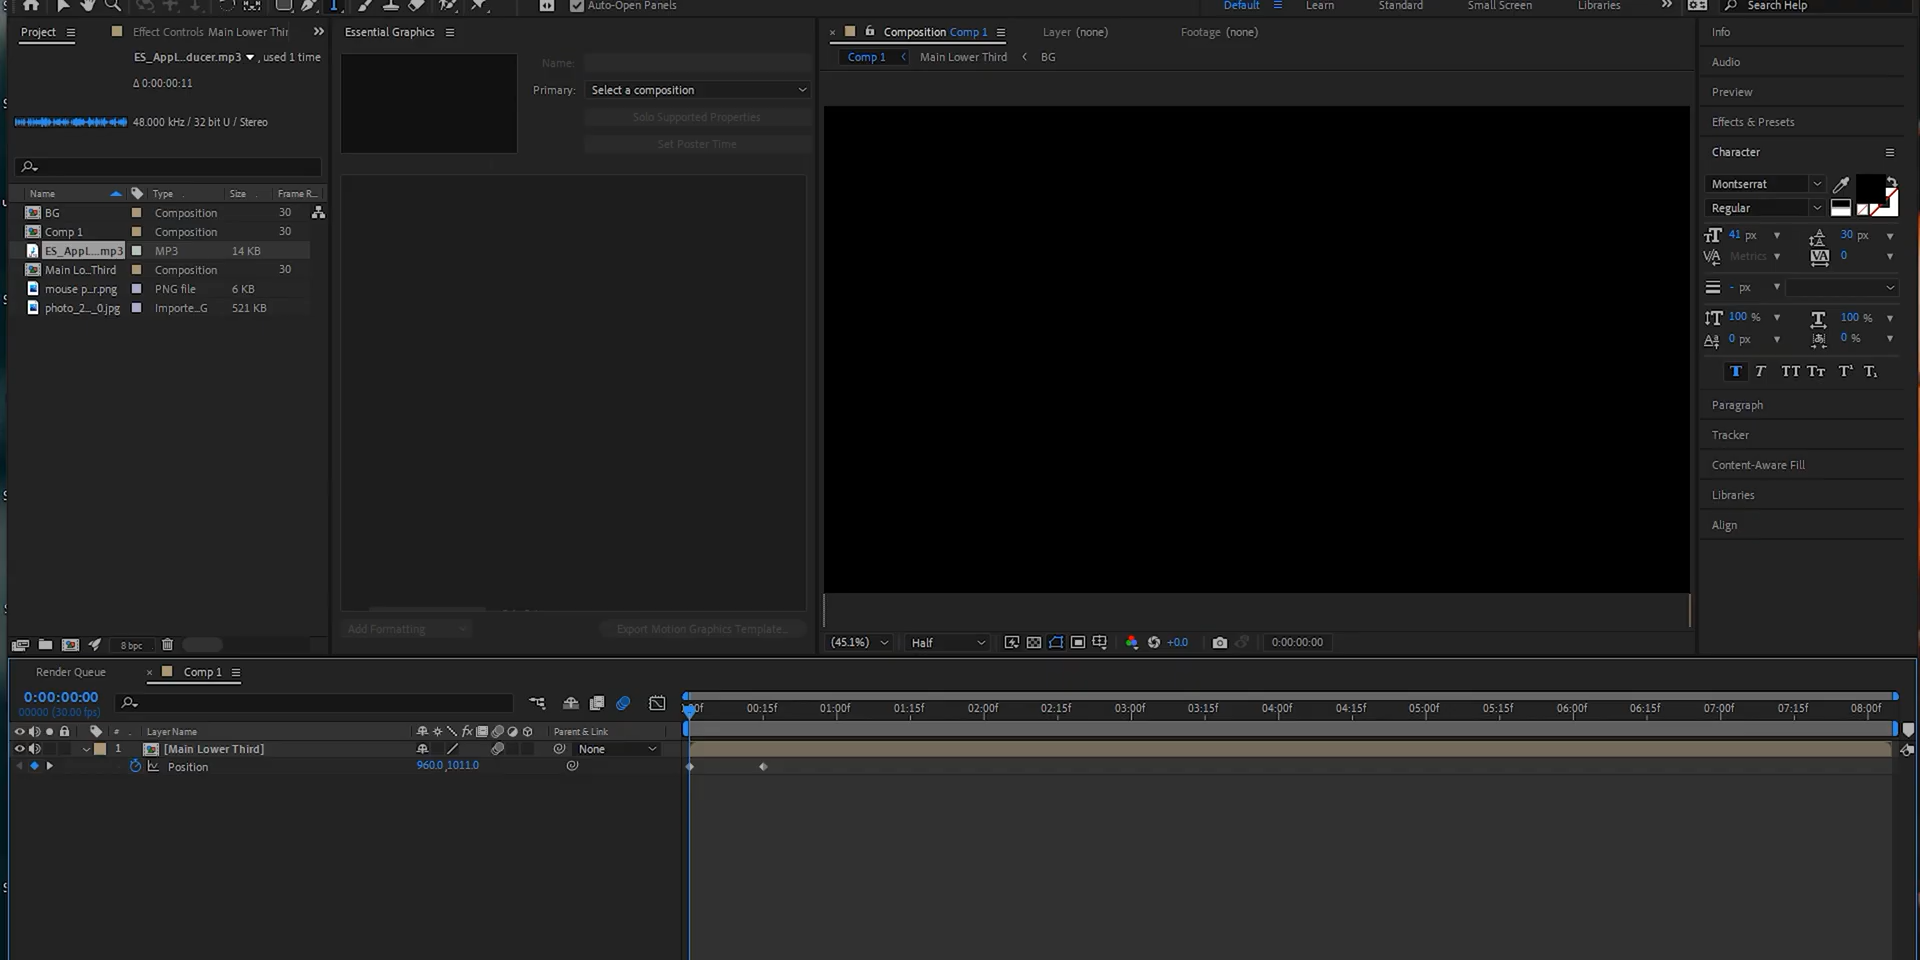 Auto-Open Panels
Default
Learn
Standard
Small Screen
Libraries
Search Help
Project
Effect Controls Main Lower Thir
Essential Graphics
Composition Comp 1
Layer (none)
Footage (none)
Comp 1
Main Lower Third
BG
ES_AppL...ducer.mp3 , used 1 time
Δ 0:00:00:11
48.000 kHz / 32 bit U / Stereo
Name:
Primary: Select a composition
Solo Supported Properties
Set Poster Time
Name Type Size Frame R...
BG Composition 30
Comp 1 Composition 30
ES_AppL....mp3 MP3 14 KB
Main Lo...Third Composition 30
mouse p...r.png PNG file 6 KB
photo_2..._0.jpg Importe...G 521 KB
8 bpc
Add Formatting
Export Motion Graphics Template...
(45.1%)
Half
+0.0
0:00:00:00
Info
Audio
Preview
Effects & Presets
Character
Montserrat
Regular
41 px
30 px
Metrics
0
- px
100 %
100 %
0 px
0 %
T T TT Tr T¹ T₁
Paragraph
Tracker
Content-Aware Fill
Libraries
Align
Render Queue
Comp 1
0:00:00:00
00000 (30.00 fps)
00:15f 01:00f 01:15f 02:00f 02:15f 03:00f 03:15f 04:00f 04:15f 05:00f 05:15f 06:00f 06:15f 07:00f 07:15f 08:00f
# Layer Name fx Parent & Link
1 [Main Lower Third] None
Position 960.0,1011.0